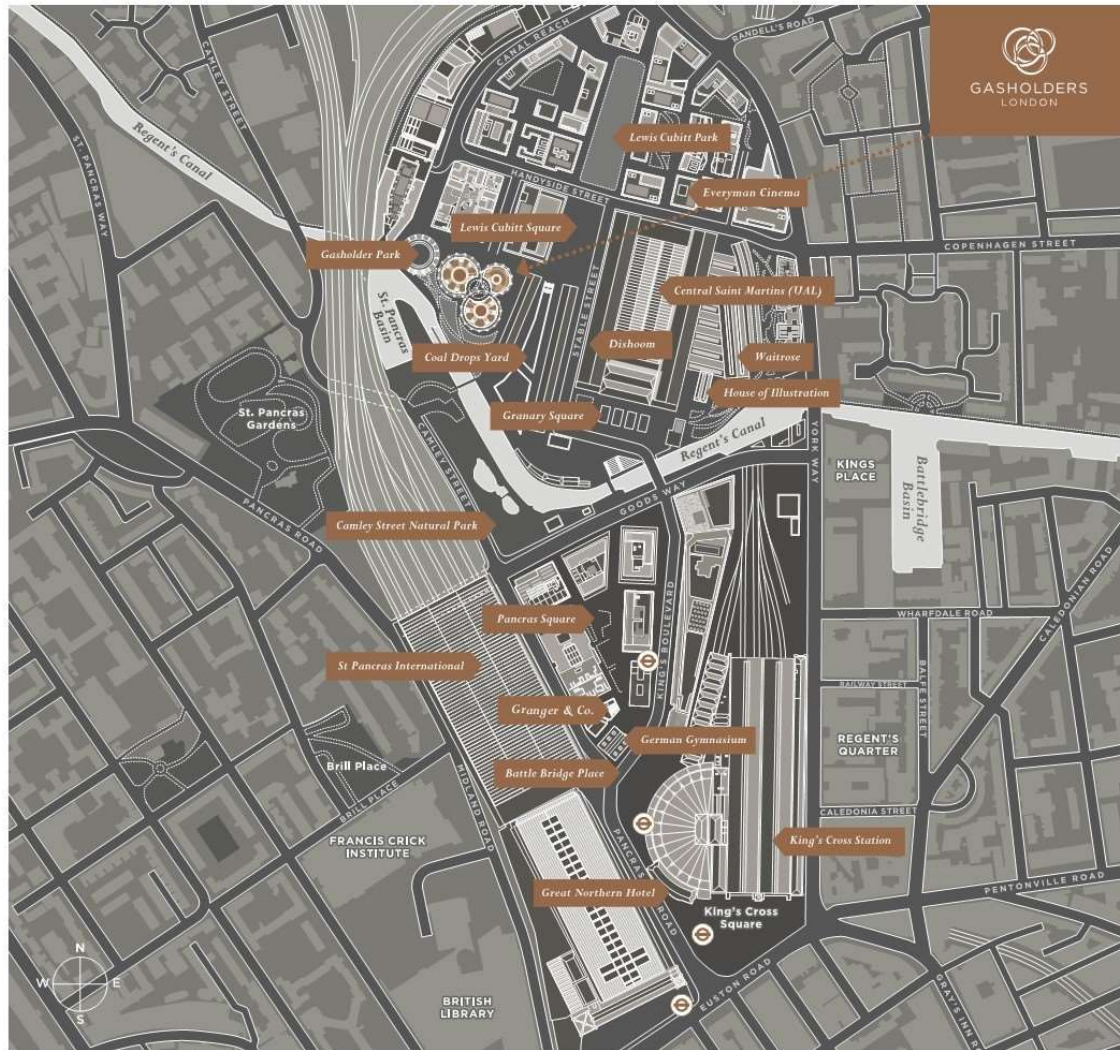 GASHOLDERS
LONDON
CAMLEY STREET
CANAL REACH
RANDELL'S ROAD
Regent's Canal
ST. PANCRAS WAY
Lewis Cubitt Park
HANDYSIDE STREET
Everyman Cinema
Lewis Cubitt Square
COPENHAGEN STREET
Gasholder Park
Central Saint Martins (UAL)
St. Pancras
Basin
STABLE STREET
Coal Drops Yard
Dishoom
Waitrose
House of Illustration
St. Pancras
Gardens
Granary Square
Regent's Canal
CAMLEY STREET
YORK WAY
KINGS
PLACE
Battlebridge
Basin
GOODS WAY
PANCRAS ROAD
Camley Street Natural Park
CALEDONIAN ROAD
Pancras Square
WHARFDALE ROAD
KING'S BOULEVARD
St Pancras International
BALFE STREET
RAILWAY STREET
Granger & Co.
German Gymnasium
REGENT'S
QUARTER
Brill Place
Battle Bridge Place
BRILL PLACE
MIDLAND ROAD
CALEDONIA STREET
FRANCIS CRICK
INSTITUTE
PANCRAS ROAD
King's Cross Station
Great Northern Hotel
PENTONVILLE ROAD
King's Cross
Square
N
W E
S
EUSTON ROAD
GRAY'S INN R
BRITISH
LIBRARY